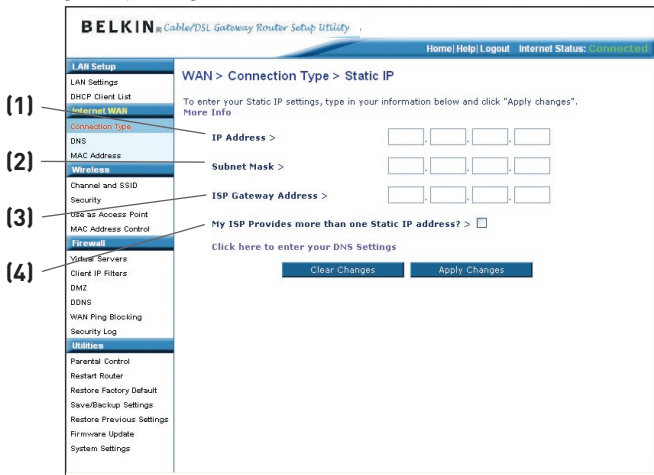 BELKIN® Cable/DSL Gateway Router Setup Utility
Home|Help|Logout Internet Status: Connected
LAN Setup
LAN Settings
DHCP Client List
Internet WAN
Connection Type
DNS
MAC Address
Wireless
Channel and SSID
Security
Use as Access Point
MAC Address Control
Firewall
Virtual Servers
Client IP Filters
DMZ
DDNS
WAN Ping Blocking
Security Log
Utilities
Parental Control
Restart Router
Restore Factory Default
Save/Backup Settings
Restore Previous Settings
Firmware Update
System Settings
WAN > Connection Type > Static IP
To enter your Static IP settings, type in your information below and click "Apply changes".
More Info
(1)
IP Address >
(2)
Subnet Mask >
(3)
ISP Gateway Address >
(4)
My ISP Provides more than one Static IP address? >
Click here to enter your DNS Settings
Clear Changes
Apply Changes